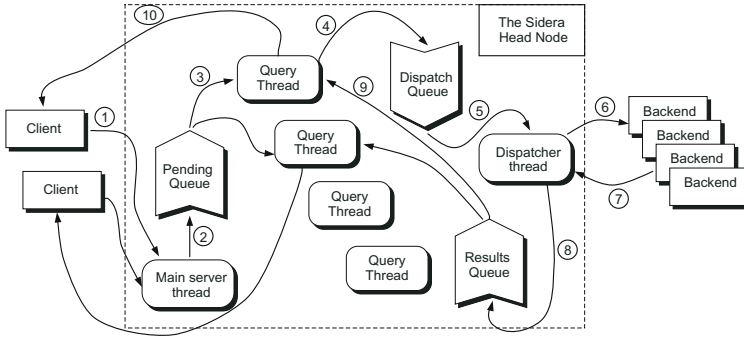 10
4
The Sidera
Head Node
3
Query
Thread
Dispatch
Queue
9
5
6
Backend
Backend
Backend
Backend
Client
1
Query
Thread
Pending
Queue
Dispatcher
thread
7
Client
Query
Thread
2
8
Query
Thread
Results
Queue
Main server
thread